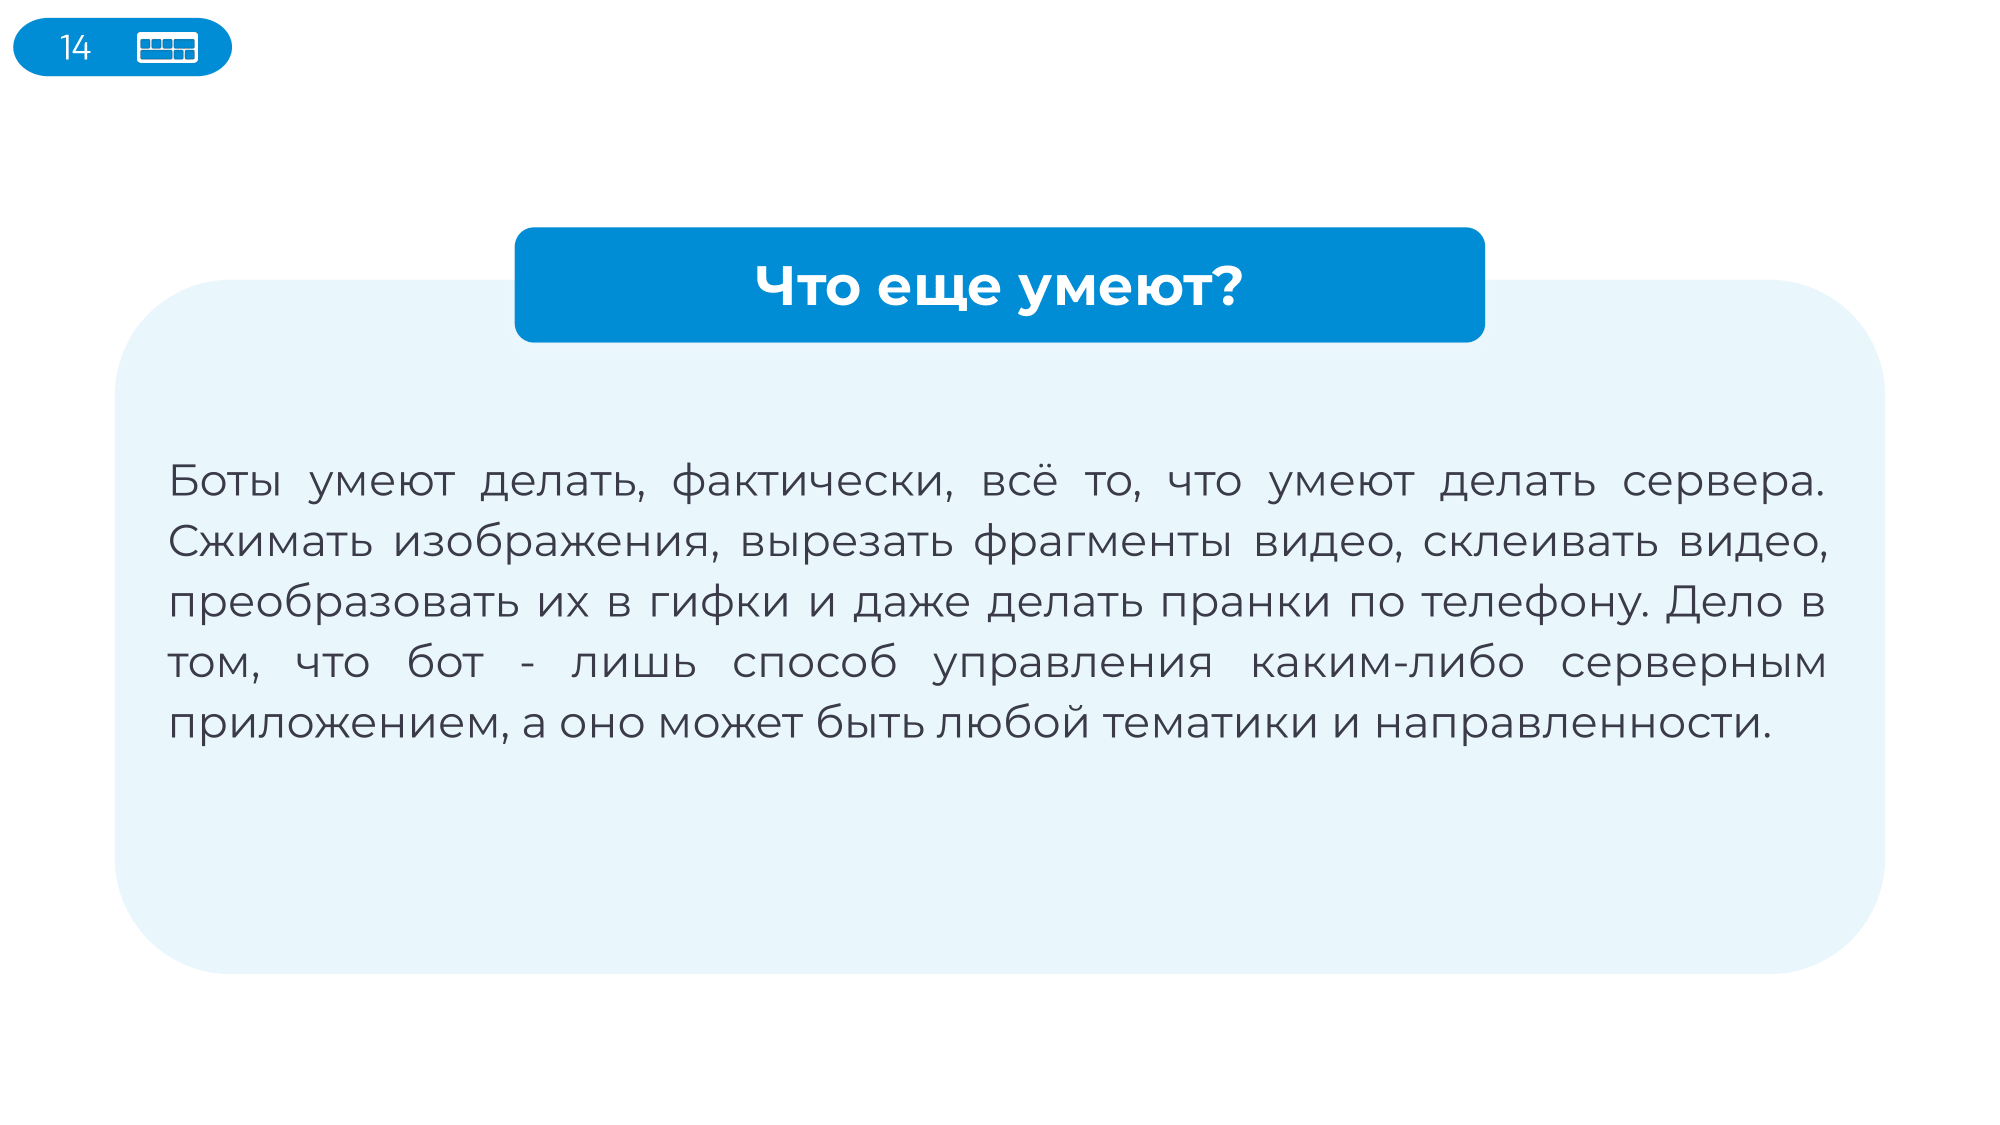 14
Что еще умеют?
Боты умеют делать, фактически, всё то, что умеют делать сервера.
Сжимать изображения, вырезать фрагменты видео, склеивать видео,
преобразовать их в гифки и даже делать пранки по телефону. Дело в
том, что бот - лишь способ управления каким-либо серверным
приложением, а оно может быть любой тематики и направленности.